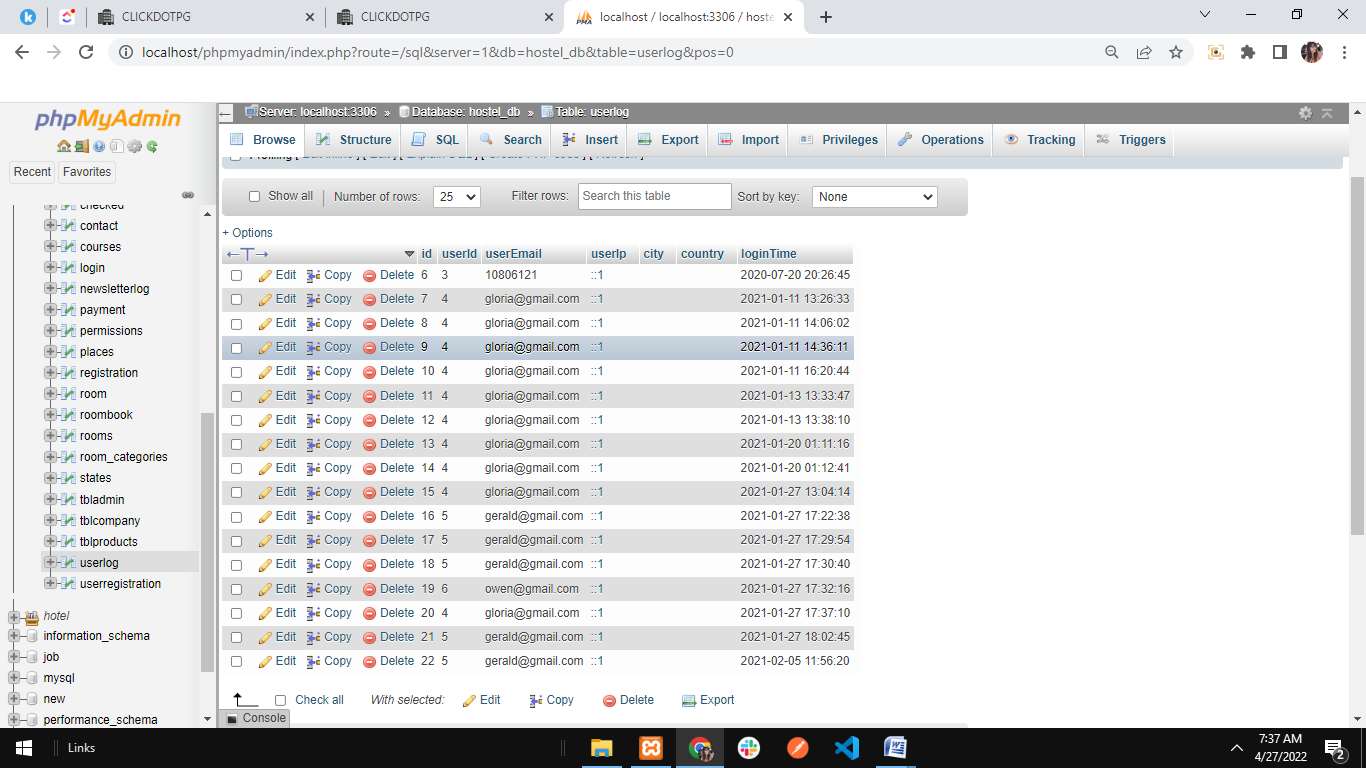 CLICKDOTPG
CLICKDOTPG
localhost / localhost:3306 / hoste
localhost/phpmyadmin/index.php?route=/sql&server=1&db=hostel_db&table=userlog&pos=0
phpMyAdmin
Recent Favorites
checked
contact
courses
login
newsletterlog
payment
permissions
places
registration
room
roombook
rooms
room_categories
states
tbladmin
tblcompany
tblproducts
userlog
userregistration
hotel
information_schema
job
mysql
new
performance_schema
Server: localhost:3306 » Database: hostel_db » Table: userlog
Browse Structure SQL Search Insert Export Import Privileges Operations Tracking Triggers
Show all Number of rows: 25 Filter rows: Search this table Sort by key: None
+ Options
←T→ id userId userEmail userIp city country loginTime
Edit Copy Delete 6 3 10806121 ::1 2020-07-20 20:26:45
Edit Copy Delete 7 4 gloria@gmail.com ::1 2021-01-11 13:26:33
Edit Copy Delete 8 4 gloria@gmail.com ::1 2021-01-11 14:06:02
Edit Copy Delete 9 4 gloria@gmail.com ::1 2021-01-11 14:36:11
Edit Copy Delete 10 4 gloria@gmail.com ::1 2021-01-11 16:20:44
Edit Copy Delete 11 4 gloria@gmail.com ::1 2021-01-13 13:33:47
Edit Copy Delete 12 4 gloria@gmail.com ::1 2021-01-13 13:38:10
Edit Copy Delete 13 4 gloria@gmail.com ::1 2021-01-20 01:11:16
Edit Copy Delete 14 4 gloria@gmail.com ::1 2021-01-20 01:12:41
Edit Copy Delete 15 4 gloria@gmail.com ::1 2021-01-27 13:04:14
Edit Copy Delete 16 5 gerald@gmail.com ::1 2021-01-27 17:22:38
Edit Copy Delete 17 5 gerald@gmail.com ::1 2021-01-27 17:29:54
Edit Copy Delete 18 5 gerald@gmail.com ::1 2021-01-27 17:30:40
Edit Copy Delete 19 6 owen@gmail.com ::1 2021-01-27 17:32:16
Edit Copy Delete 20 4 gloria@gmail.com ::1 2021-01-27 17:37:10
Edit Copy Delete 21 5 gerald@gmail.com ::1 2021-01-27 18:02:45
Edit Copy Delete 22 5 gerald@gmail.com ::1 2021-02-05 11:56:20
Check all With selected: Edit Copy Delete Export
Console
Links
7:37 AM
4/27/2022
2